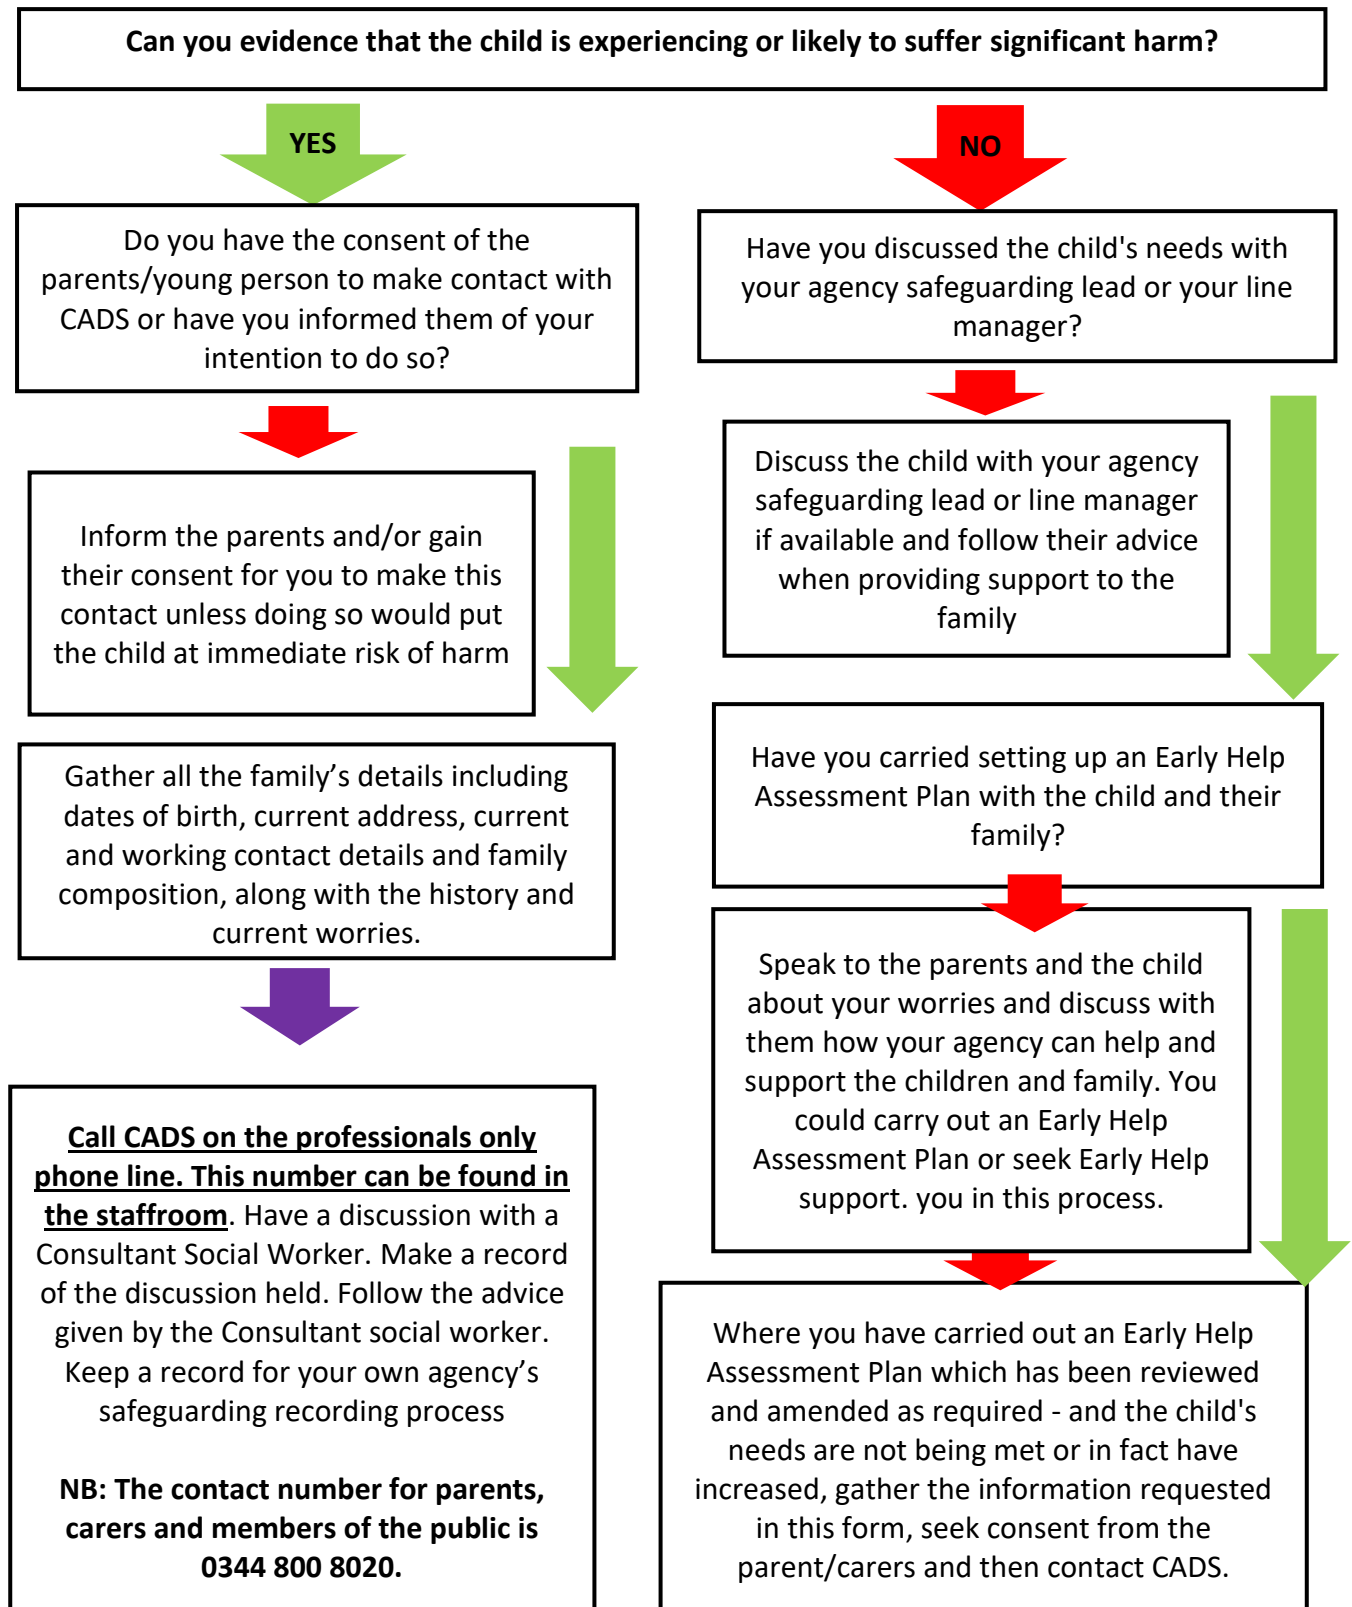 Can you evidence that the child is experiencing or likely to suffer significant harm?
YES
NO
Do you have the consent of the
parents/young person to make contact with
CADS or have you informed them of your
intention to do so?
Inform the parents and/or gain
their consent for you to make this
contact unless doing so would put
the child at immediate risk of harm
Gather all the family’s details including
dates of birth, current address, current
and working contact details and family
composition, along with the history and
current worries.
Call CADS on the professionals only
phone line. This number can be found in
the staffroom. Have a discussion with a
Consultant Social Worker. Make a record
of the discussion held. Follow the advice
given by the Consultant social worker.
Keep a record for your own agency’s
safeguarding recording process
NB: The contact number for parents,
carers and members of the public is
0344 800 8020.
Have you discussed the child's needs with
your agency safeguarding lead or your line
manager?
Discuss the child with your agency
safeguarding lead or line manager
if available and follow their advice
when providing support to the
family
Have you carried setting up an Early Help
Assessment Plan with the child and their
family?
Speak to the parents and the child
about your worries and discuss with
them how your agency can help and
support the children and family. You
could carry out an Early Help
Assessment Plan or seek Early Help
support. you in this process.
Where you have carried out an Early Help
Assessment Plan which has been reviewed
and amended as required - and the child's
needs are not being met or in fact have
increased, gather the information requested
in this form, seek consent from the
parent/carers and then contact CADS.